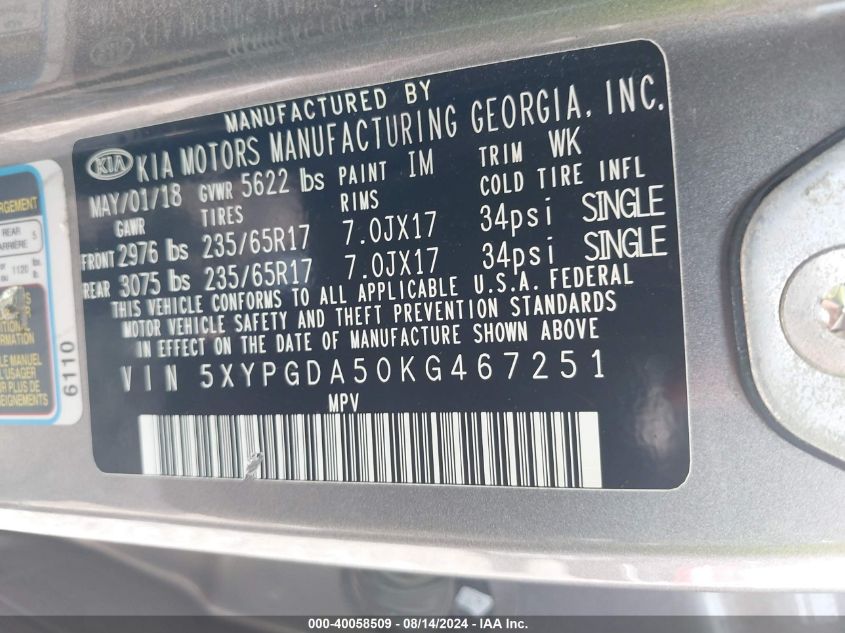 MANUFACTURED BY
KIA KIA MOTORS MANUFACTURING GEORGIA, INC.
MAY/01/18 GVWR 5622 lbs PAINT IM TRIM WK
GAWR TIRES RIMS COLD TIRE INFL
FRONT 2976 lbs 235/65R17 7.0JX17 34psi SINGLE
REAR 3075 lbs 235/65R17 7.0JX17 34psi SINGLE
THIS VEHICLE CONFORMS TO ALL APPLICABLE U.S.A. FEDERAL
MOTOR VEHICLE SAFETY AND THEFT PREVENTION STANDARDS
IN EFFECT ON THE DATE OF MANUFACTURE SHOWN ABOVE
VIN 5XYPGDA50KG467251
MPV
REAR
5
1120 lb.
6110
000-40058509 - 08/14/2024 - IAA Inc.